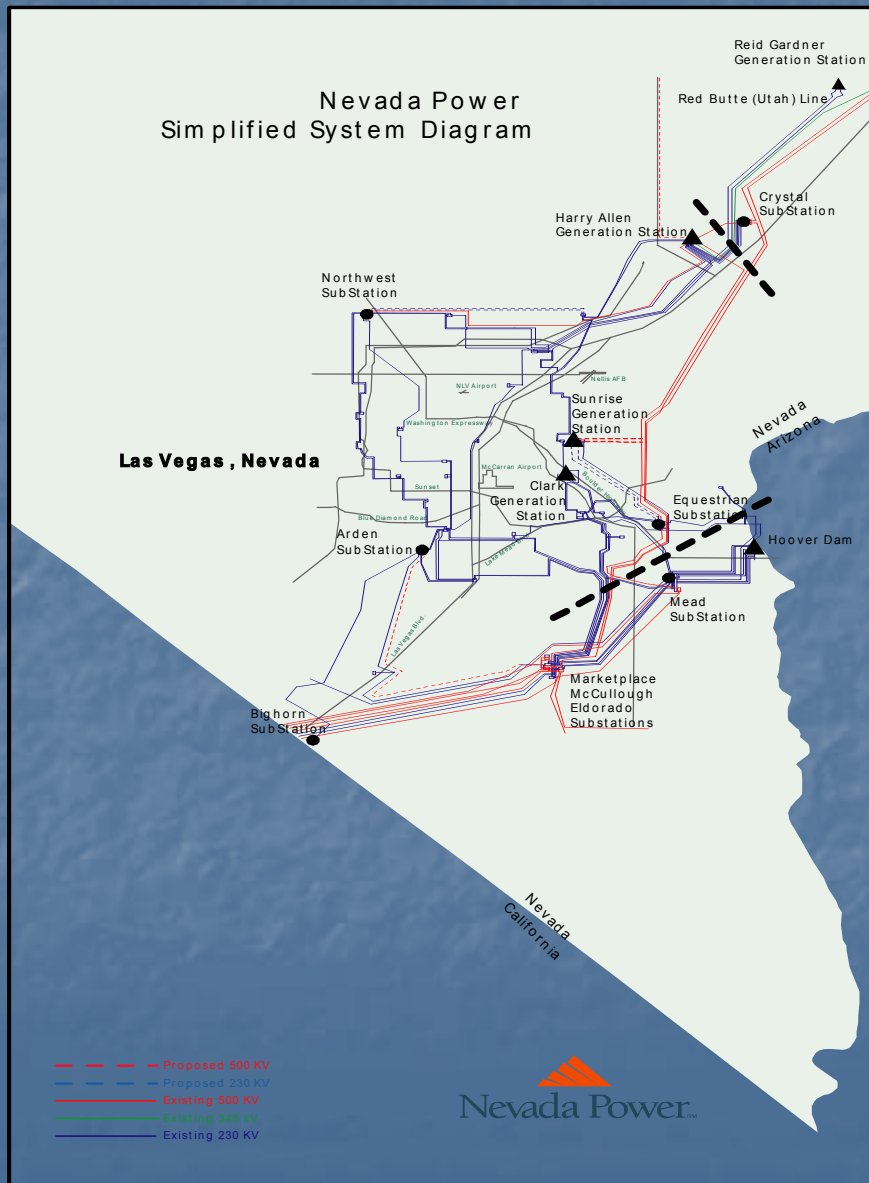 Reid Gardner
Generation Station
Nevada Power
Simplified System Diagram
Red Butte (Utah) Line
Crystal
SubStation
Harry Allen
Generation Station
Northwest
SubStation
Nellis AFB
NLV Airport
Sunrise
Generation
Station
Nevada
Arizona
Washington Expressway
Las Vegas, Nevada
McCarran Airport
Clark
Generation
Station
Sunset
Equestrian
Substation
Blue Diamond Road
Arden
SubStation
Hoover Dam
Mead
SubStation
Las Vegas Blvd.
Marketplace
McCullough
Eldorado
Substations
Bighorn
SubStation
Nevada
California
Proposed 500 KV
Proposed 230 KV
Existing 500 KV
Existing 230 KV
Nevada Power